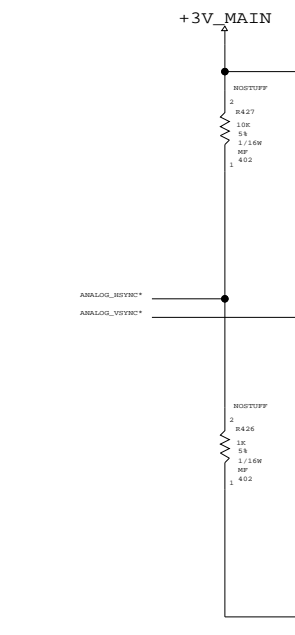 +3V_MAIN
NOSTUFF
2
R427
10K
5%
1/16W
MF
402
1
ANALOG_HSYNC*
ANALOG_VSYNC*
NOSTUFF
2
R426
1K
5%
1/16W
MF
402
1